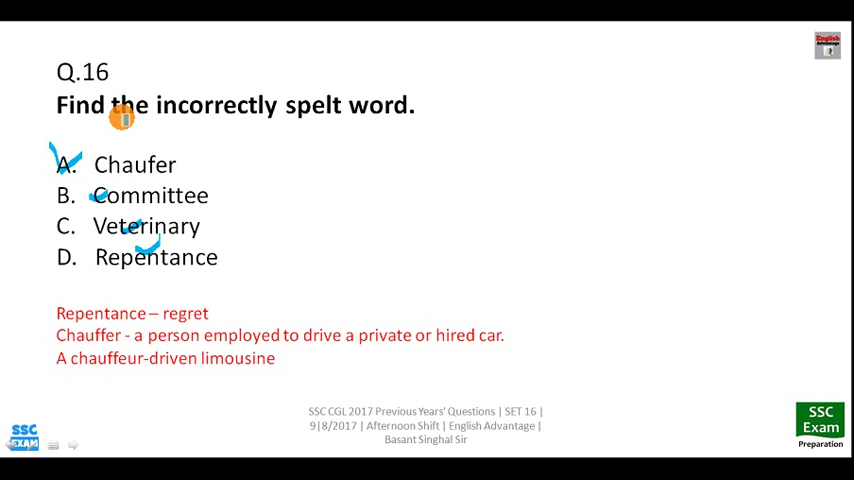 English
Advantage
Q.16
Find the incorrectly spelt word.
A. Chaufer
B. Committee
C. Veterinary
D. Repentance
Repentance – regret
Chauffer - a person employed to drive a private or hired car.
A chauffeur-driven limousine
SSC CGL 2017 Previous Years' Questions | SET 16 |
9|8/2017 | Afternoon Shift | English Advantage |
Basant Singhal Sir
SSC
EXAM
SSC
Exam
Preparation